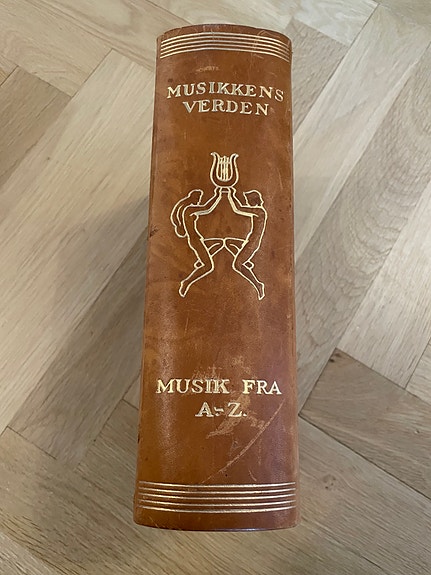 MUSIKKENS
VERDEN
MUSIK FRA
A-Z.